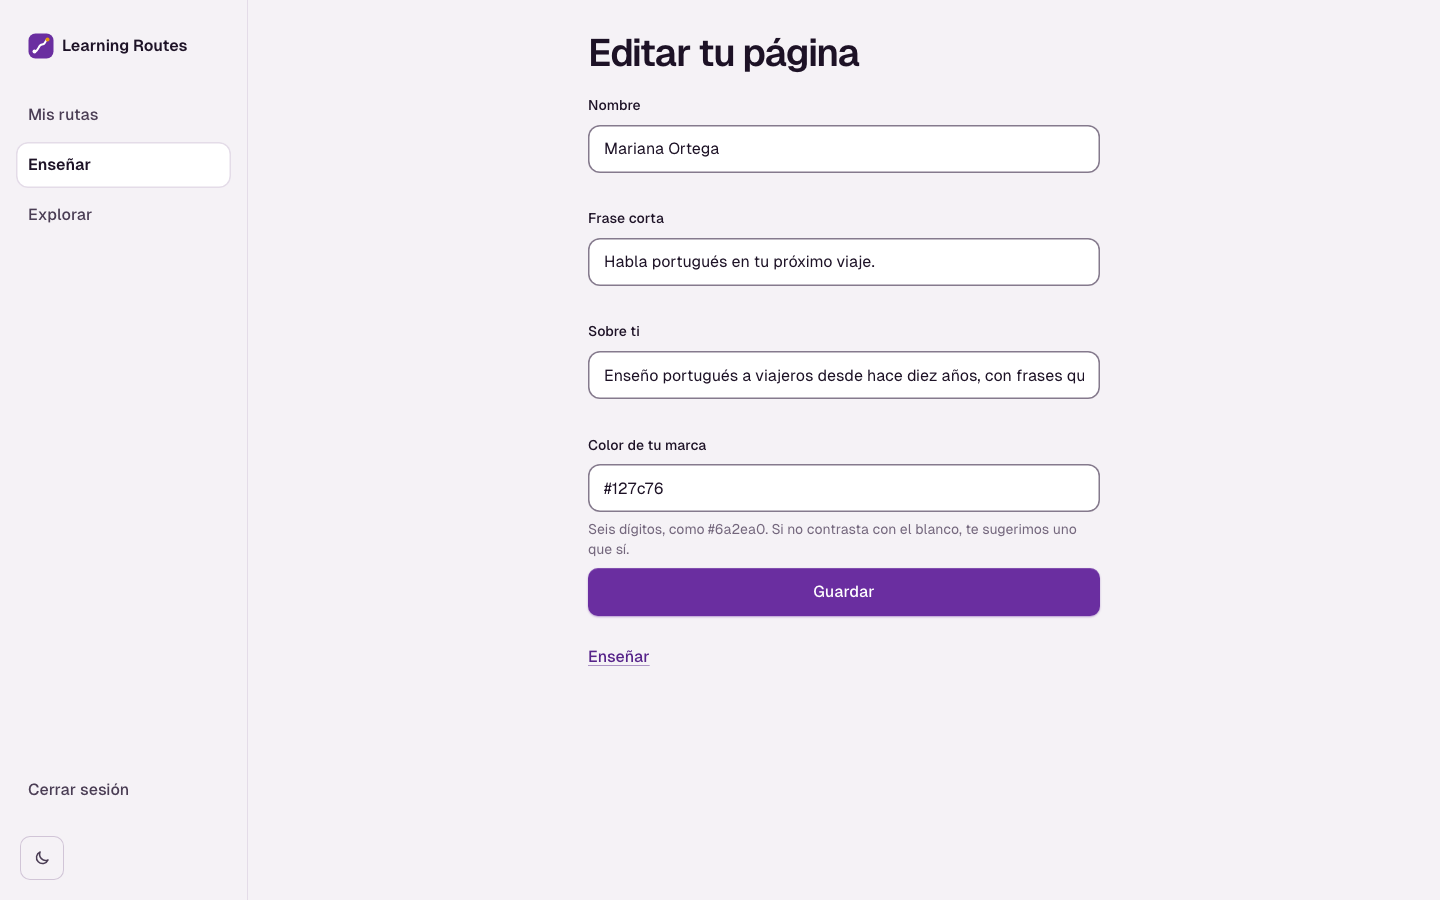 Learning Routes
Mis rutas
Enseñar
Explorar
Cerrar sesión
Editar tu página
Nombre
Mariana Ortega
Frase corta
Habla portugués en tu próximo viaje.
Sobre ti
Enseño portugués a viajeros desde hace diez años, con frases qu
Color de tu marca
#127c76
Seis dígitos, como #6a2ea0. Si no contrasta con el blanco, te sugerimos uno
que sí.
Guardar
Enseñar